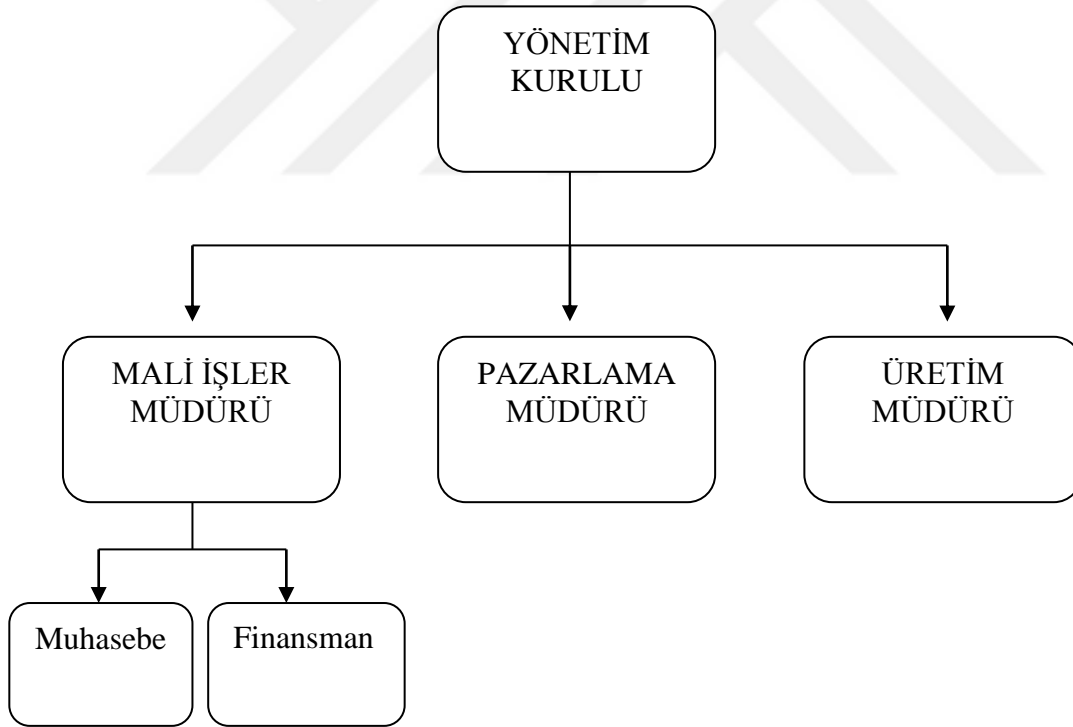 YÖNETİM
KURULU
MALİ İŞLER
MÜDÜRÜ
PAZARLAMA
MÜDÜRÜ
ÜRETİM
MÜDÜRÜ
Muhasebe
Finansman